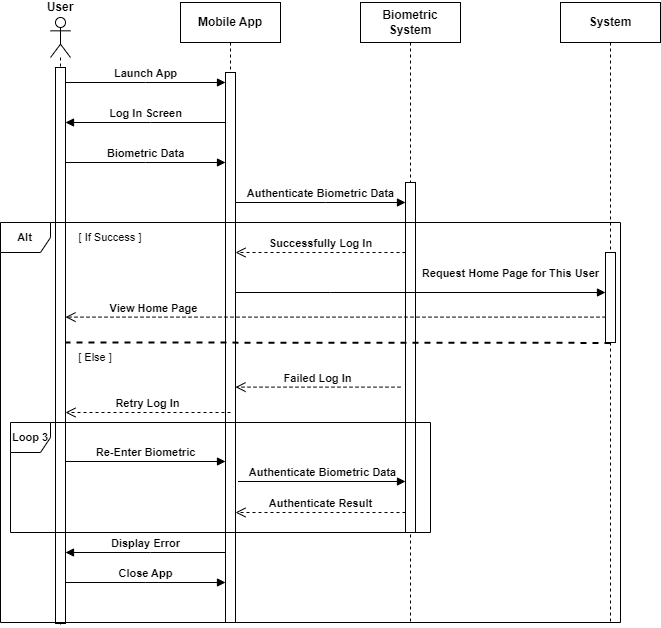 User
Mobile App
Biometric
System
System
Launch App
Log In Screen
Biometric Data
Authenticate Biometric Data
Alt
[ If Success ]
Successfully Log In
Request Home Page for This User
View Home Page
[ Else ]
Failed Log In
Retry Log In
Loop 3
Re-Enter Biometric
Authenticate Biometric Data
Authenticate Result
Display Error
Close App